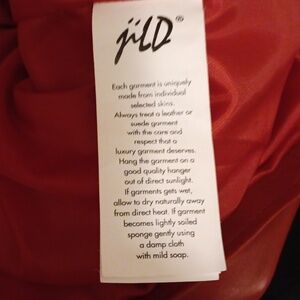 jiLD®
Each garment is uniquely
made from individual
selected skins.
Always treat a leather or
suede garment
with the care and
respect that a
luxury garment deserves.
Hang the garment on a
good quality hanger
out of direct sunlight.
If garments gets wet,
allow to dry naturally away
from direct heat. If garment
becomes lightly soiled
sponge gently using
a damp cloth
with mild soap.